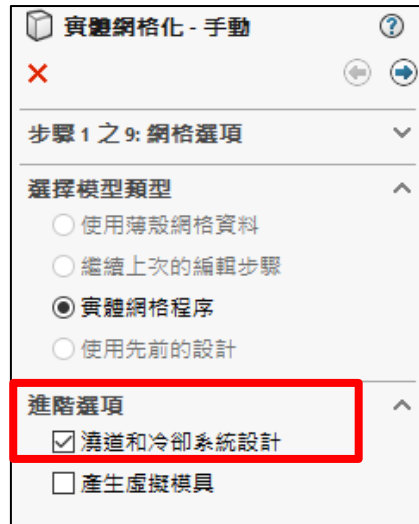 實體網格化 - 手動
步驟 1 之 9: 網格選項
選擇模型類型
使用薄殼網格資料
繼續上次的編輯步驟
實體網格程序
使用先前的設計
進階選項
澆道和冷卻系統設計
產生虛擬模具